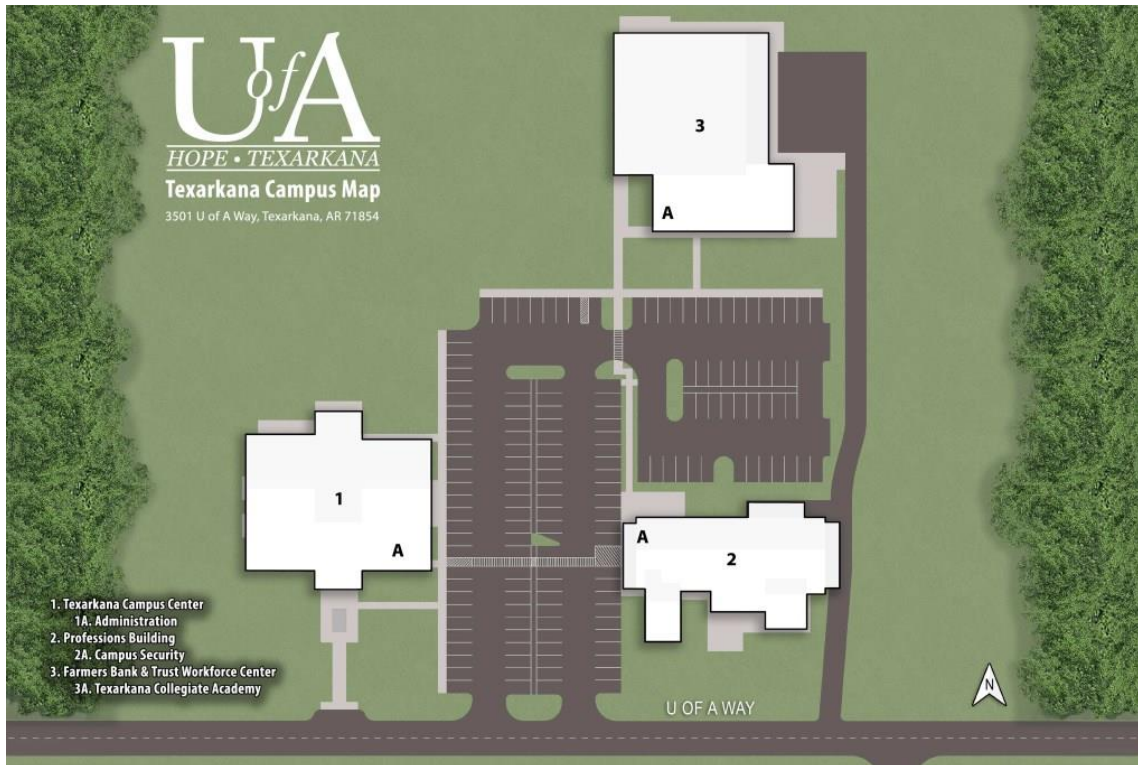 U of A
HOPE • TEXARKANA
Texarkana Campus Map
3501 U of A Way, Texarkana, AR 71854
3
A
1
A
A
2
1. Texarkana Campus Center
1A. Administration
2. Professions Building
2A. Campus Security
3. Farmers Bank & Trust Workforce Center
3A. Texarkana Collegiate Academy
N
U OF A WAY